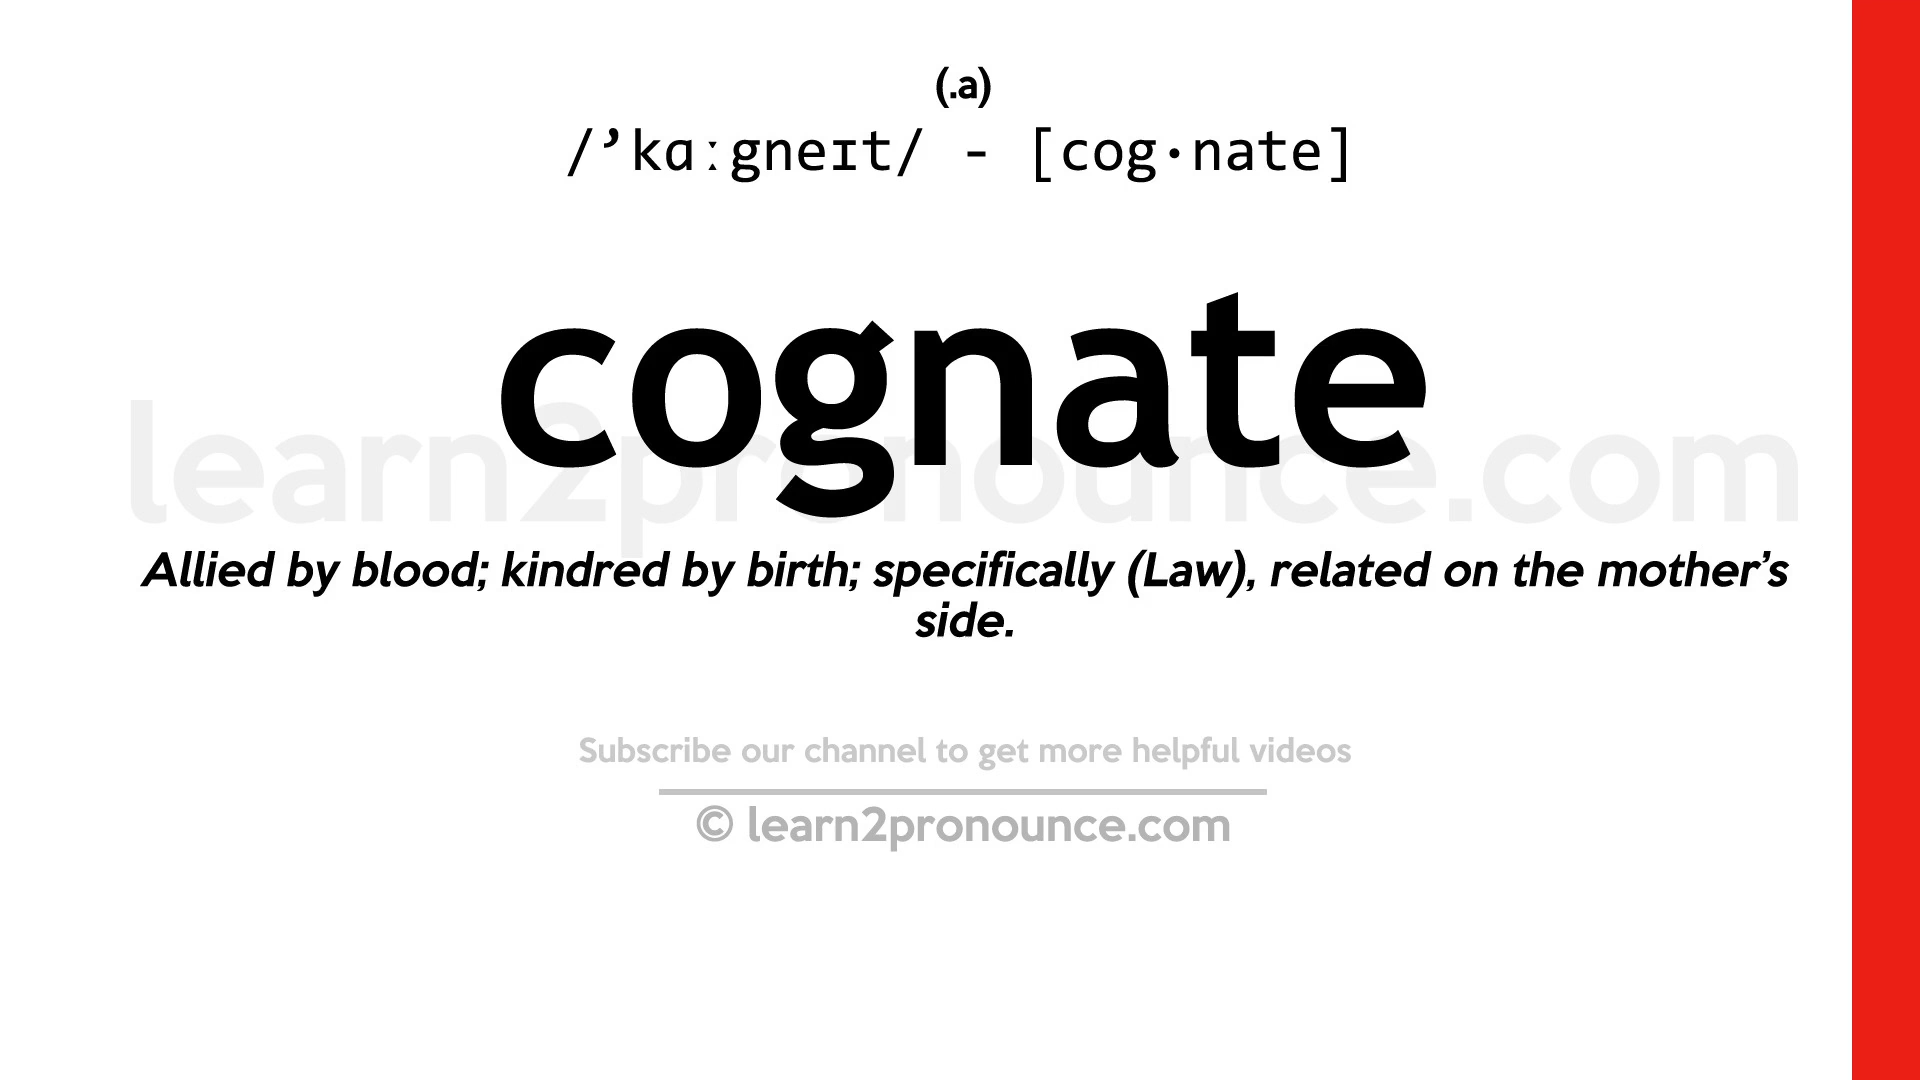 (.a)
/’kɑːɡneɪt/ - [cog·nate]
cognate
learn2pronounce.com
Allied by blood; kindred by birth; specifically (Law), related on the mother’s
side.
Subscribe our channel to get more helpful videos
© learn2pronounce.com